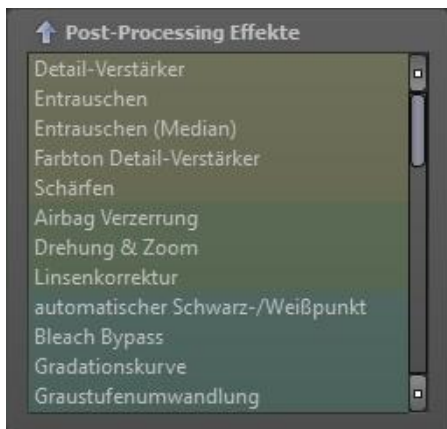 Post-Processing Effekte
Detail-Verstärker
Entrauschen
Entrauschen (Median)
Farbton Detail-Verstärker
Schärfen
Airbag Verzerrung
Drehung & Zoom
Linsenkorrektur
automatischer Schwarz-/Weißpunkt
Bleach Bypass
Gradationskurve
Graustufenumwandlung